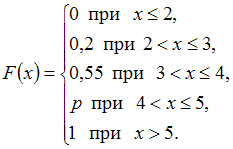 0 при x ≤ 2,
0,2 при 2 < x ≤ 3,
F(x) = { 0,55 при 3 < x ≤ 4,
p при 4 < x ≤ 5,
1 при x > 5.